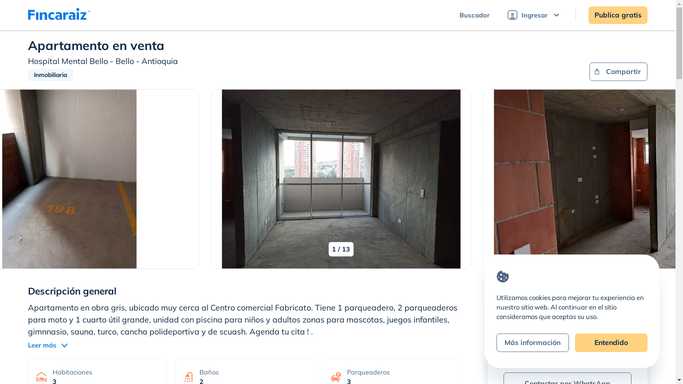 Fincaraiz
Buscador
Ingresar
Publica gratis
Apartamento en venta
Hospital Mental Bello - Bello - Antioquia
Inmobiliaria
Compartir
198
1 / 13
Descripción general
Apartamento en obra gris, ubicado muy cerca al Centro comercial Fabricato. Tiene 1 parqueadero, 2 parqueaderos
para moto y 1 cuarto útil grande, unidad con piscina para niños y adultos zonas para mascotas, juegos infantiles,
gimnnasio, sauna, turco, cancha polideportiva y de scuash. Agenda tu cita ! .
Leer más
Habitaciones
3
Baños
2
Parqueaderos
3
Utilizamos cookies para mejorar tu experiencia en
nuestro sitio web. Al continuar en el sitio
consideramos que aceptas su uso.
Más información
Entendido
Contactar por WhatsApp